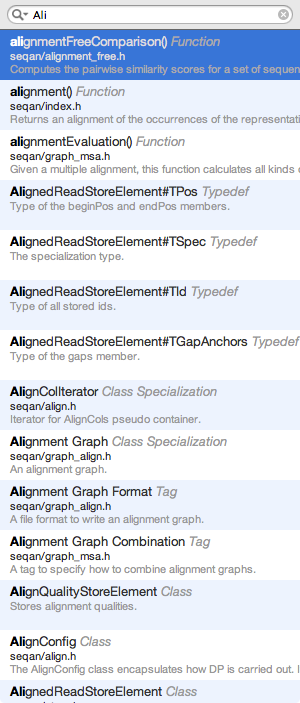 Ali
alignmentFreeComparison() Function
seqan/alignment_free.h
Computes the pairwise similarity scores for a set of sequen
alignment() Function
seqan/index.h
Returns an alignment of the occurrences of the representati
alignmentEvaluation() Function
seqan/graph_msa.h
Given a multiple alignment, this function calculates all kinds o
AlignedReadStoreElement#TPos Typedef
Type of the beginPos and endPos members.
AlignedReadStoreElement#TSpec Typedef
The specialization type.
AlignedReadStoreElement#TId Typedef
Type of all stored ids.
AlignedReadStoreElement#TGapAnchors Typedef
Type of the gaps member.
AlignColIterator Class Specialization
seqan/align.h
Iterator for AlignCols pseudo container.
Alignment Graph Class Specialization
seqan/graph_align.h
An alignment graph.
Alignment Graph Format Tag
seqan/graph_align.h
A file format to write an alignment graph.
Alignment Graph Combination Tag
seqan/graph_msa.h
A tag to specify how to combine alignment graphs.
AlignQualityStoreElement Class
Stores alignment qualities.
AlignConfig Class
seqan/align.h
The AlignConfig class encapsulates how DP is carried out. I
AlignedReadStoreElement Class